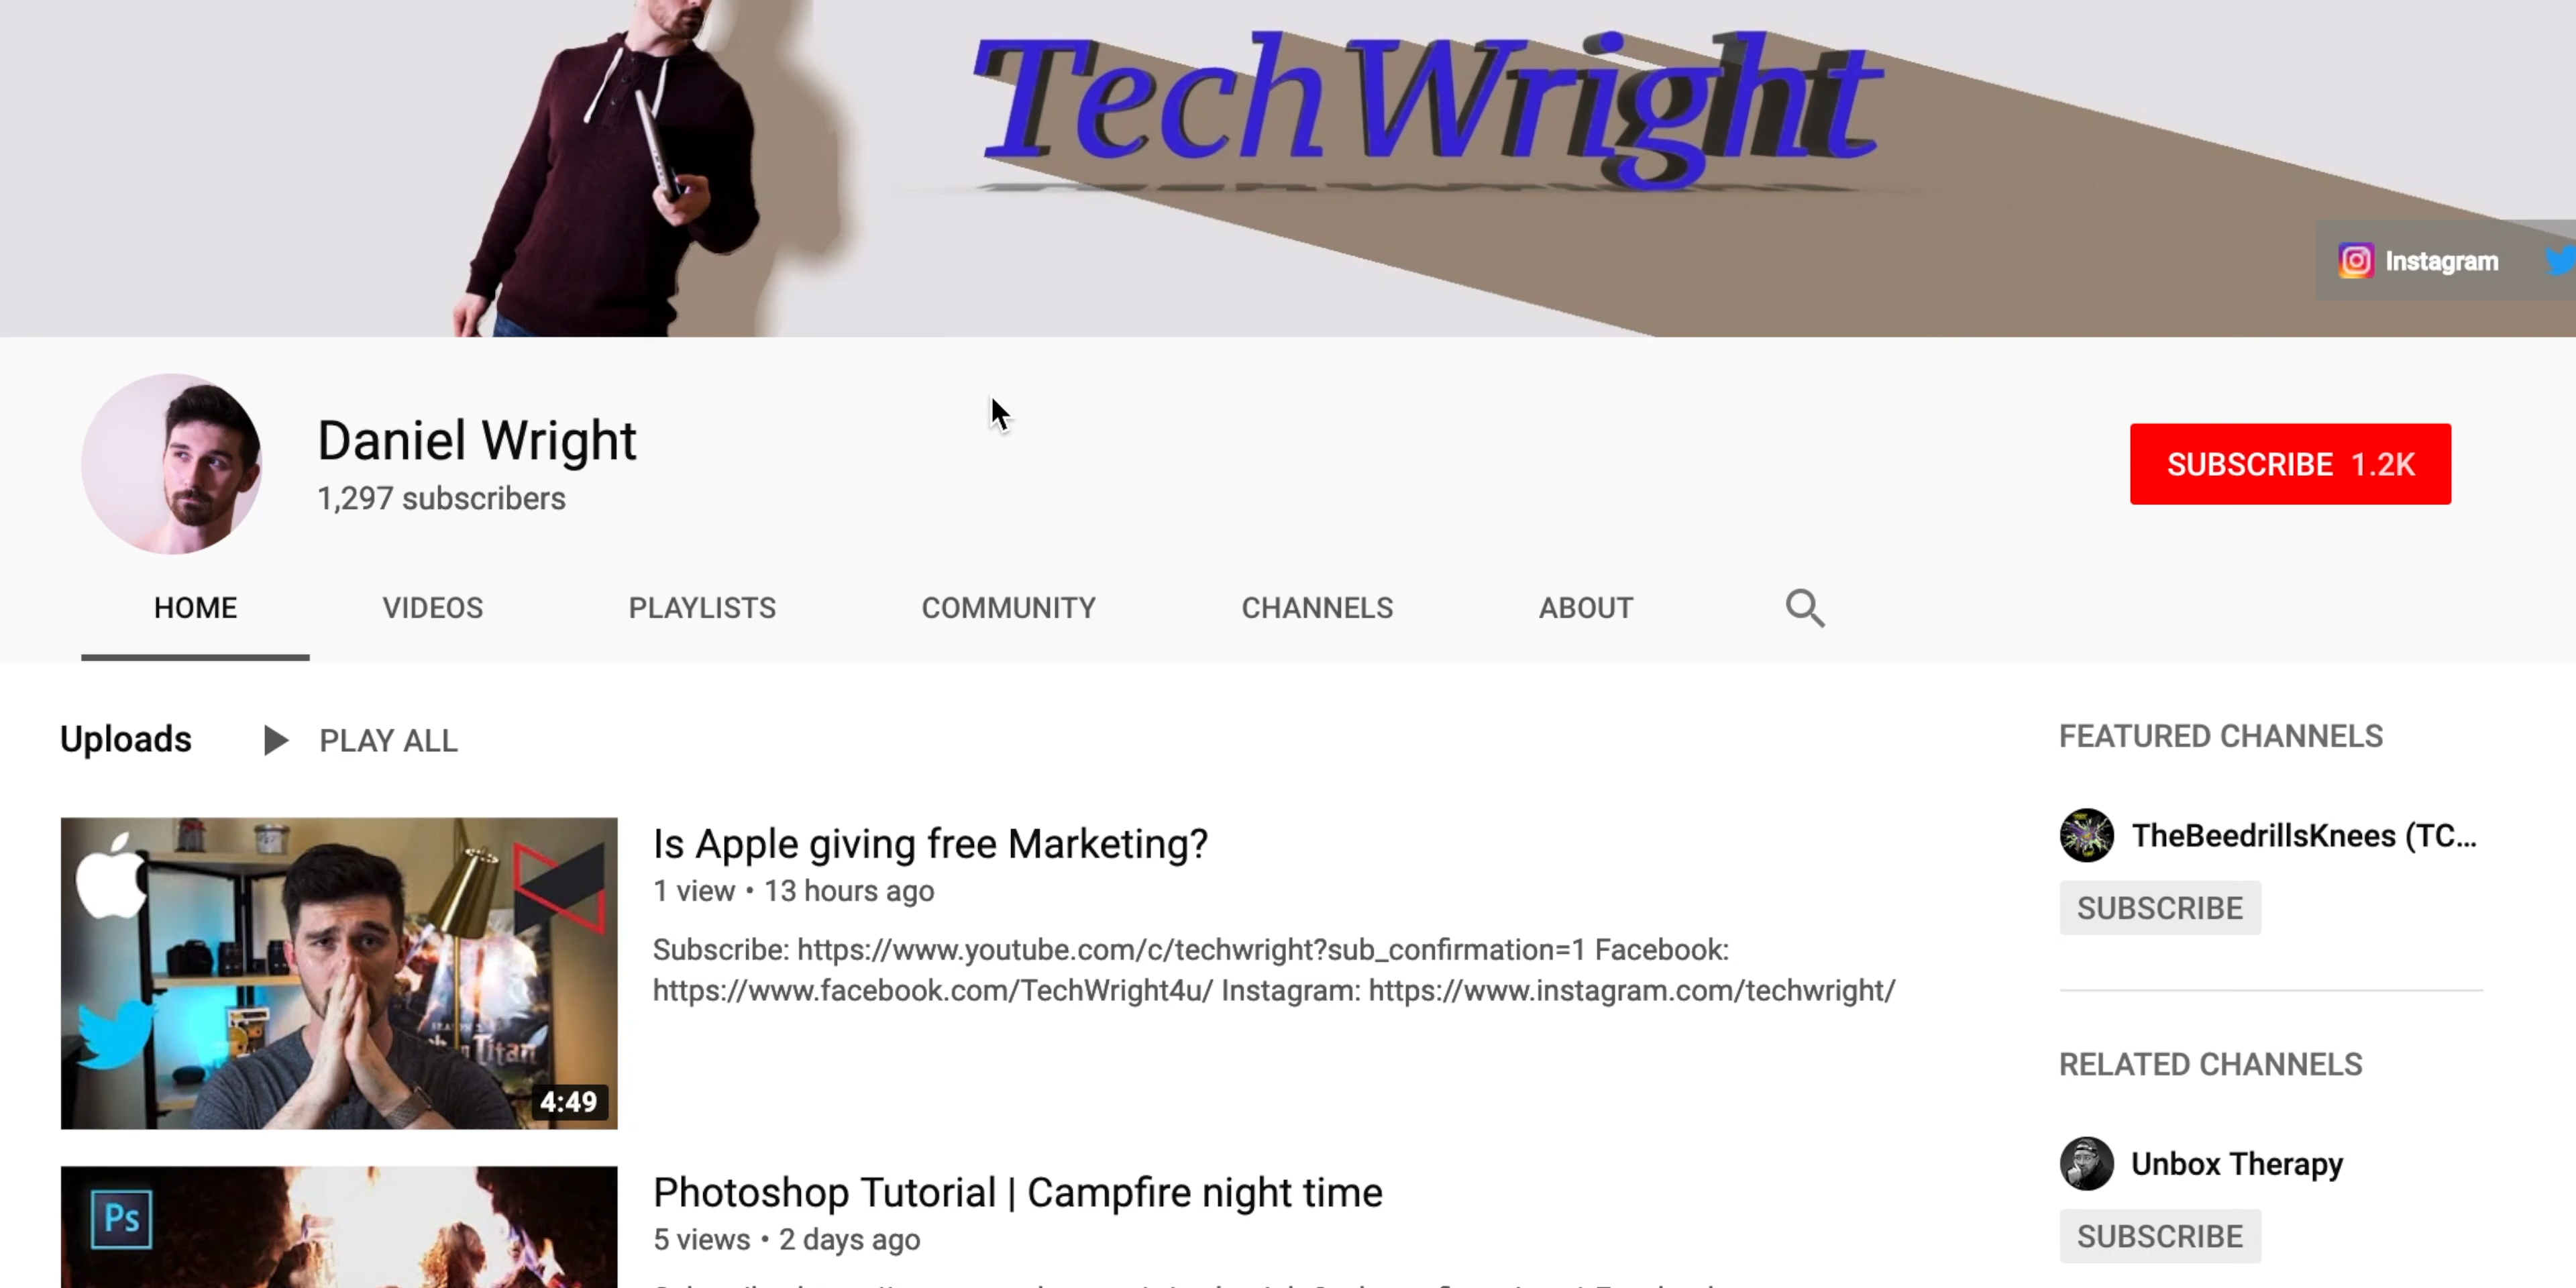 TechWright
Instagram
Daniel Wright
1,297 subscribers
SUBSCRIBE 1.2K
HOME VIDEOS PLAYLISTS COMMUNITY CHANNELS ABOUT
Uploads PLAY ALL
Is Apple giving free Marketing?
1 view • 13 hours ago
Subscribe: https://www.youtube.com/c/techwright?sub_confirmation=1 Facebook:
https://www.facebook.com/TechWright4u/ Instagram: https://www.instagram.com/techwright/
Titan
4:49
Ps
Photoshop Tutorial | Campfire night time
5 views • 2 days ago
FEATURED CHANNELS
TheBeedrillsKnees (TC...
SUBSCRIBE
RELATED CHANNELS
Unbox Therapy
SUBSCRIBE